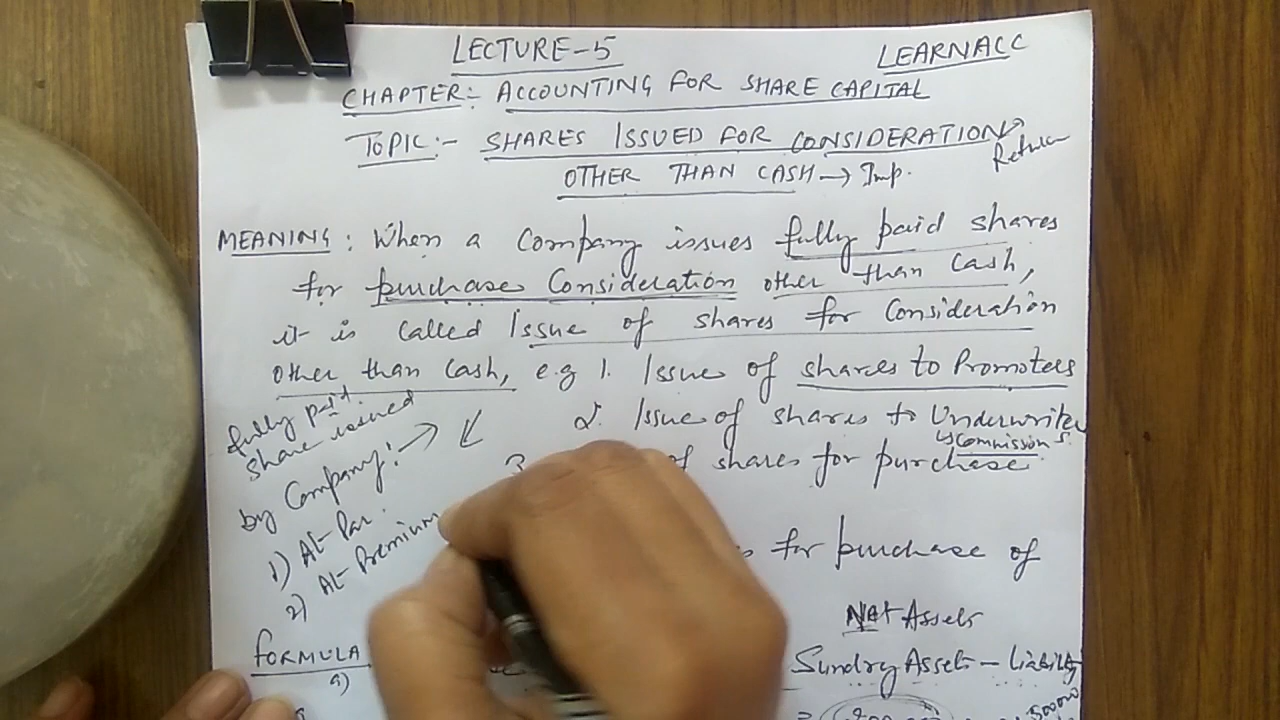 LECTURE-5
LEARNACC
CHAPTER:- ACCOUNTING FOR SHARE CAPITAL
TOPIC:- SHARES ISSUED FOR CONSIDERATION
Return
OTHER THAN CASH → Imp.
MEANING: When a Company issues fully paid shares
for purchase Consideration other than Cash,
it is called Issue of shares for Consideration
other than Cash, e.g 1. Issue of shares to Promoters
2. Issue of shares to Underwriter
↳ Commission
3 of shares for purchase
fully paid
share issued
by Company:→
1) At Par.
2) At Premium
for purchase of
Net Assets
FORMULA
a)
Sundry Assets – Liability